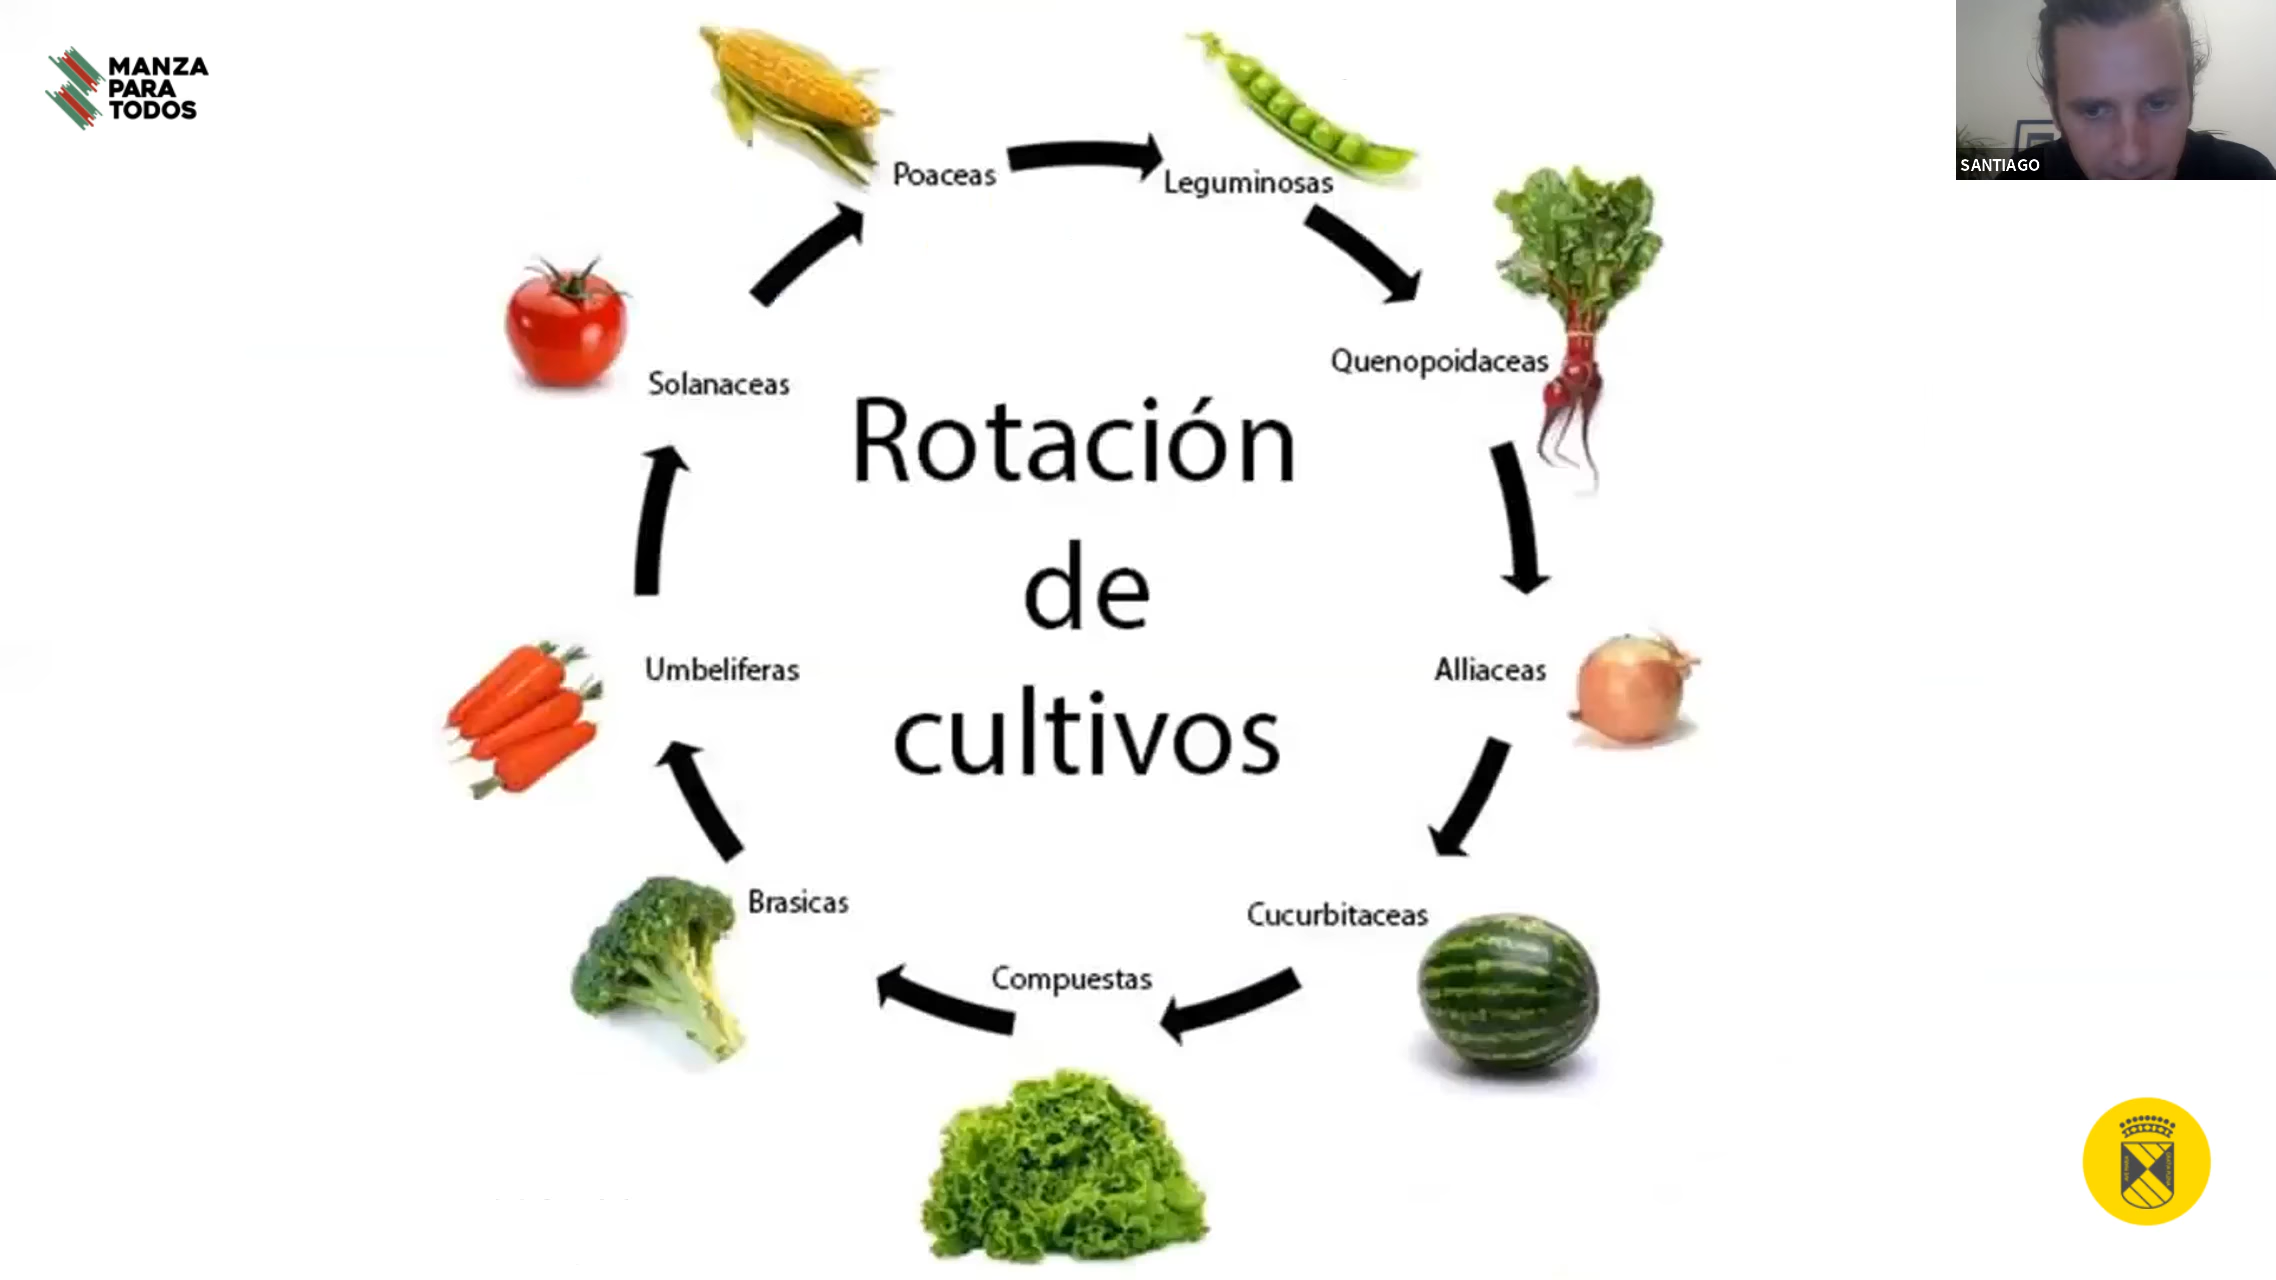 MANZA
PARA
TODOS
SANTIAGO
Poaceas
Leguminosas
Quenopoidaceas
Solanaceas
Rotación
de
cultivos
Umbeliferas
Alliaceas
Brasicas
Cucurbitaceas
Compuestas